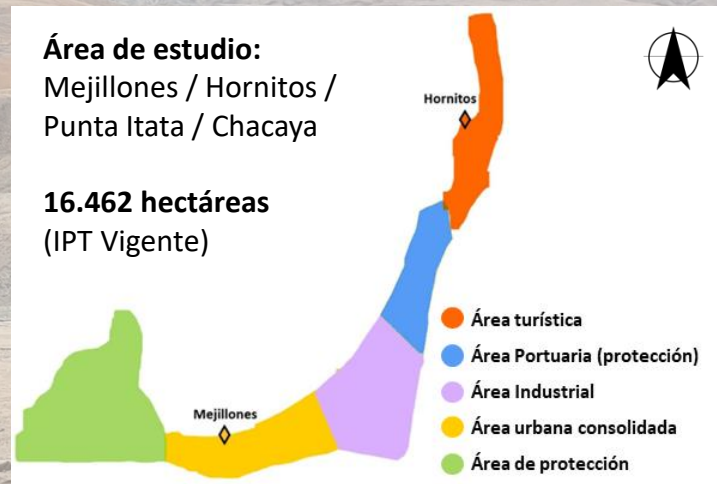 Área de estudio:
Mejillones / Hornitos /
Punta Itata / Chacaya
16.462 hectáreas
(IPT Vigente)
Hornitos
Mejillones
Área turística
Área Portuaria (protección)
Área Industrial
Área urbana consolidada
Área de protección